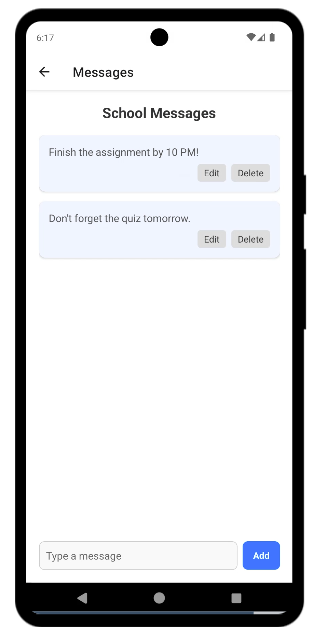 6:17
Messages
School Messages
Finish the assignment by 10 PM!
Edit Delete
Don't forget the quiz tomorrow.
Edit Delete
Type a message Add